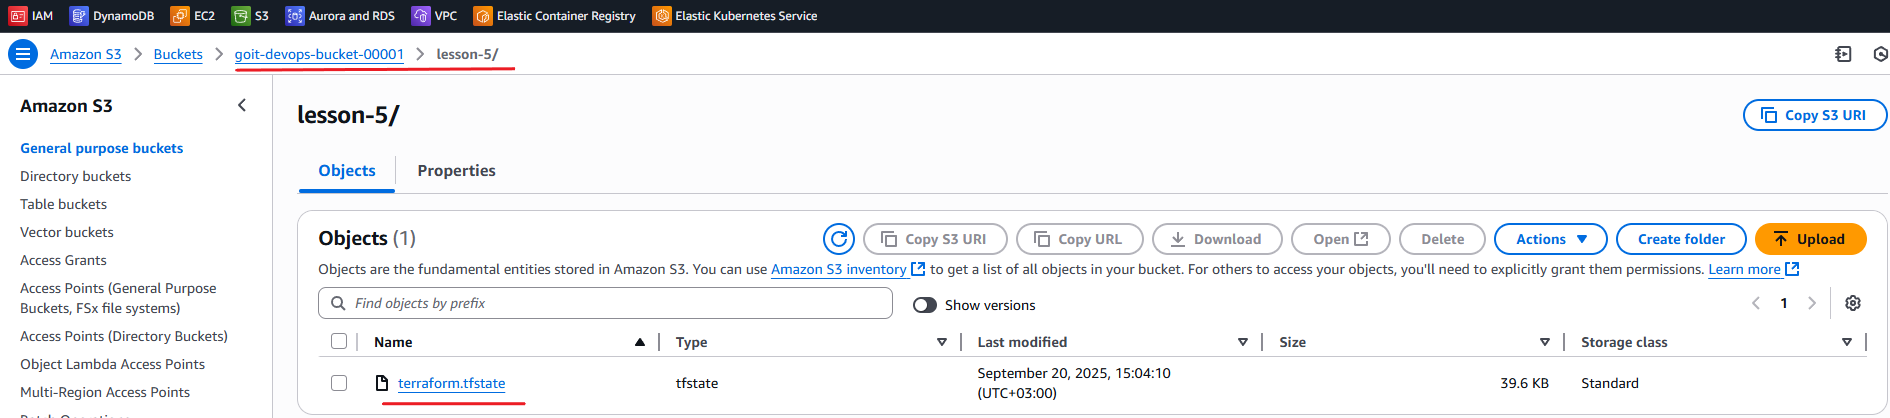 IAM DynamoDB EC2 S3 Aurora and RDS VPC Elastic Container Registry Elastic Kubernetes Service
Amazon S3 Buckets goit-devops-bucket-00001 lesson-5/
Amazon S3
General purpose buckets
Directory buckets
Table buckets
Vector buckets
Access Grants
Access Points (General Purpose
Buckets, FSx file systems)
Access Points (Directory Buckets)
Object Lambda Access Points
Multi-Region Access Points
Batch Operations
lesson-5/
Copy S3 URI
Objects Properties
Objects (1)
Copy S3 URI Copy URL Download Open Delete Actions Create folder Upload
Objects are the fundamental entities stored in Amazon S3. You can use Amazon S3 inventory to get a list of all objects in your bucket. For others to access your objects, you'll need to explicitly grant them permissions. Learn more
Find objects by prefix
Show versions
1
Name Type Last modified Size Storage class
terraform.tfstate tfstate September 20, 2025, 15:04:10
(UTC+03:00) 39.6 KB Standard